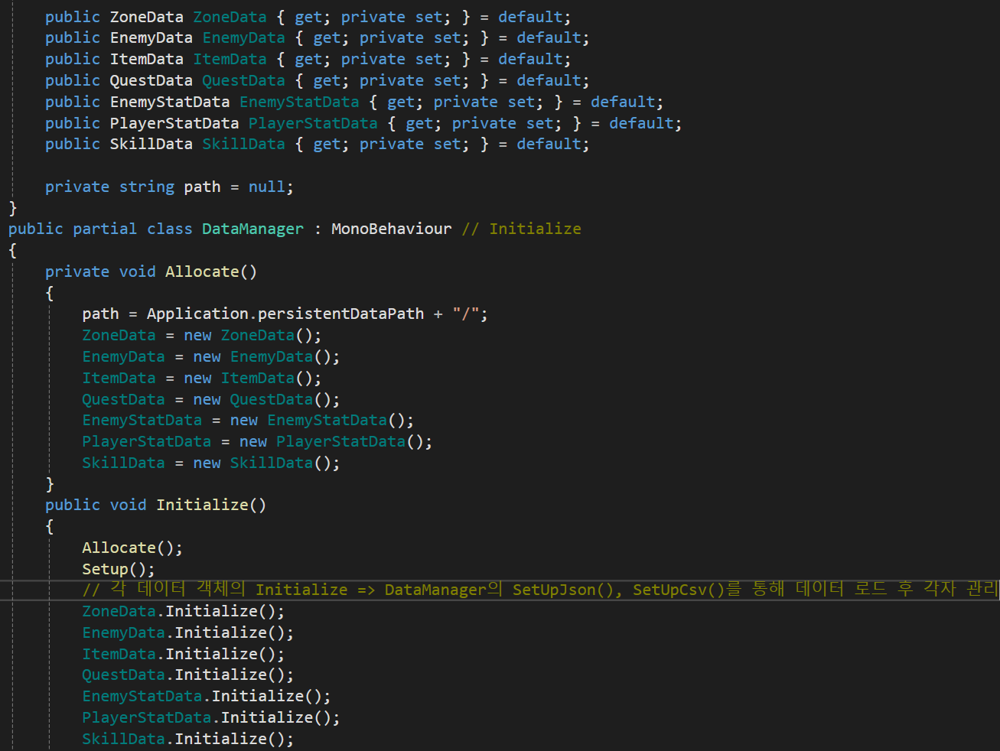 public ZoneData ZoneData { get; private set; } = default;
public EnemyData EnemyData { get; private set; } = default;
public ItemData ItemData { get; private set; } = default;
public QuestData QuestData { get; private set; } = default;
public EnemyStatData EnemyStatData { get; private set; } = default;
public PlayerStatData PlayerStatData { get; private set; } = default;
public SkillData SkillData { get; private set; } = default;
private string path = null;
}
public partial class DataManager : MonoBehaviour // Initialize
{
private void Allocate()
{
path = Application.persistentDataPath + "/";
ZoneData = new ZoneData();
EnemyData = new EnemyData();
ItemData = new ItemData();
QuestData = new QuestData();
EnemyStatData = new EnemyStatData();
PlayerStatData = new PlayerStatData();
SkillData = new SkillData();
}
public void Initialize()
{
Allocate();
Setup();
// 각 데이터 객체의 Initialize => DataManager의 SetUpJson(), SetUpCsv()를 통해 데이터 로드 후 각자 관리
ZoneData.Initialize();
EnemyData.Initialize();
ItemData.Initialize();
QuestData.Initialize();
EnemyStatData.Initialize();
PlayerStatData.Initialize();
SkillData.Initialize();